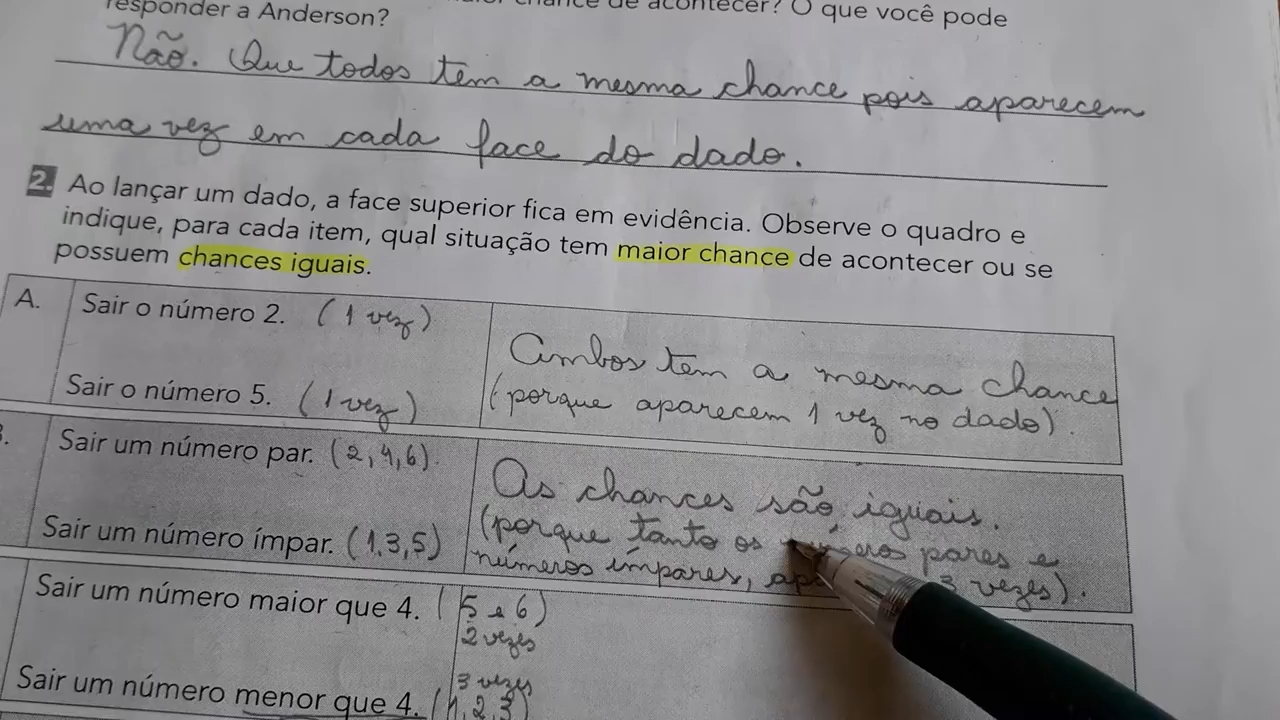 maior chance de acontecer? O que você pode
responder a Anderson?
Não. Que todos têm a mesma chance pois aparecem
uma vez em cada face do dado.
2. Ao lançar um dado, a face superior fica em evidência. Observe o quadro e
indique, para cada item, qual situação tem maior chance de acontecer ou se
possuem chances iguais.
A. Sair o número 2. (1 vez)
Sair o número 5. (1 vez)
Ambos tem a mesma chance
(porque aparecem 1 vez no dado).
Sair um número par. (2,4,6).
Sair um número ímpar. (1,3,5)
As chances são iguais.
(porque tanto os pares e
números ímpares, 3 vezes).
Sair um número maior que 4. (5 e 6)
2 vezes
3 vezes
Sair um número menor que 4. (1,2,3)